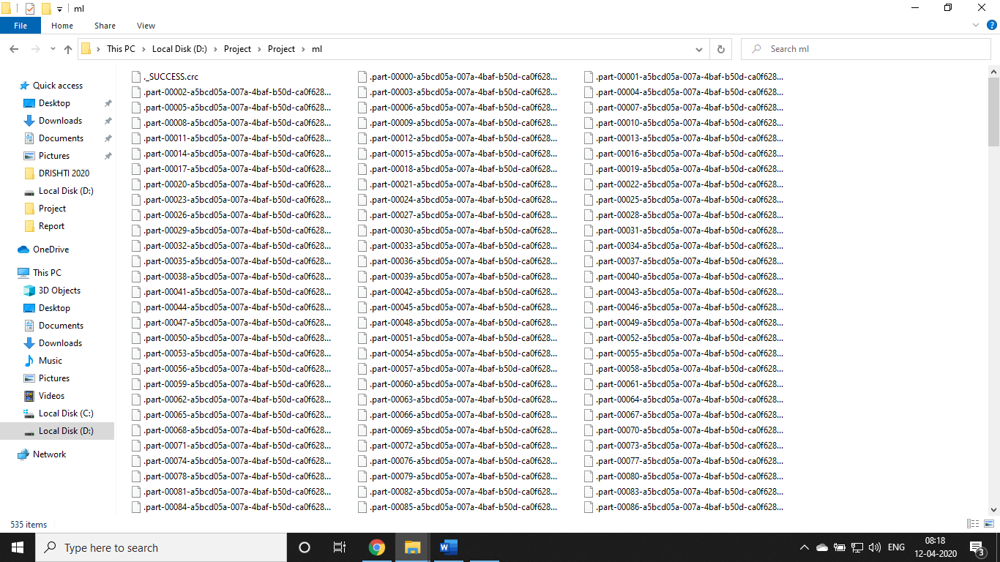 ml
File Home Share View
This PC Local Disk (D:) Project Project ml
Search ml
Quick access
Desktop
Downloads
Documents
Pictures
DRISHTI 2020
Local Disk (D:)
Project
Report
OneDrive
This PC
3D Objects
Desktop
Documents
Downloads
Music
Pictures
Videos
Local Disk (C:)
Local Disk (D:)
Network
._SUCCESS.crc .part-00000-a5bcd05a-007a-4baf-b50d-ca0f628... .part-00001-a5bcd05a-007a-4baf-b50d-ca0f628...
.part-00002-a5bcd05a-007a-4baf-b50d-ca0f628... .part-00003-a5bcd05a-007a-4baf-b50d-ca0f628... .part-00004-a5bcd05a-007a-4baf-b50d-ca0f628...
.part-00005-a5bcd05a-007a-4baf-b50d-ca0f628... .part-00006-a5bcd05a-007a-4baf-b50d-ca0f628... .part-00007-a5bcd05a-007a-4baf-b50d-ca0f628...
.part-00008-a5bcd05a-007a-4baf-b50d-ca0f628... .part-00009-a5bcd05a-007a-4baf-b50d-ca0f628... .part-00010-a5bcd05a-007a-4baf-b50d-ca0f628...
.part-00011-a5bcd05a-007a-4baf-b50d-ca0f628... .part-00012-a5bcd05a-007a-4baf-b50d-ca0f628... .part-00013-a5bcd05a-007a-4baf-b50d-ca0f628...
.part-00014-a5bcd05a-007a-4baf-b50d-ca0f628... .part-00015-a5bcd05a-007a-4baf-b50d-ca0f628... .part-00016-a5bcd05a-007a-4baf-b50d-ca0f628...
.part-00017-a5bcd05a-007a-4baf-b50d-ca0f628... .part-00018-a5bcd05a-007a-4baf-b50d-ca0f628... .part-00019-a5bcd05a-007a-4baf-b50d-ca0f628...
.part-00020-a5bcd05a-007a-4baf-b50d-ca0f628... .part-00021-a5bcd05a-007a-4baf-b50d-ca0f628... .part-00022-a5bcd05a-007a-4baf-b50d-ca0f628...
.part-00023-a5bcd05a-007a-4baf-b50d-ca0f628... .part-00024-a5bcd05a-007a-4baf-b50d-ca0f628... .part-00025-a5bcd05a-007a-4baf-b50d-ca0f628...
.part-00026-a5bcd05a-007a-4baf-b50d-ca0f628... .part-00027-a5bcd05a-007a-4baf-b50d-ca0f628... .part-00028-a5bcd05a-007a-4baf-b50d-ca0f628...
.part-00029-a5bcd05a-007a-4baf-b50d-ca0f628... .part-00030-a5bcd05a-007a-4baf-b50d-ca0f628... .part-00031-a5bcd05a-007a-4baf-b50d-ca0f628...
.part-00032-a5bcd05a-007a-4baf-b50d-ca0f628... .part-00033-a5bcd05a-007a-4baf-b50d-ca0f628... .part-00034-a5bcd05a-007a-4baf-b50d-ca0f628...
.part-00035-a5bcd05a-007a-4baf-b50d-ca0f628... .part-00036-a5bcd05a-007a-4baf-b50d-ca0f628... .part-00037-a5bcd05a-007a-4baf-b50d-ca0f628...
.part-00038-a5bcd05a-007a-4baf-b50d-ca0f628... .part-00039-a5bcd05a-007a-4baf-b50d-ca0f628... .part-00040-a5bcd05a-007a-4baf-b50d-ca0f628...
.part-00041-a5bcd05a-007a-4baf-b50d-ca0f628... .part-00042-a5bcd05a-007a-4baf-b50d-ca0f628... .part-00043-a5bcd05a-007a-4baf-b50d-ca0f628...
.part-00044-a5bcd05a-007a-4baf-b50d-ca0f628... .part-00045-a5bcd05a-007a-4baf-b50d-ca0f628... .part-00046-a5bcd05a-007a-4baf-b50d-ca0f628...
.part-00047-a5bcd05a-007a-4baf-b50d-ca0f628... .part-00048-a5bcd05a-007a-4baf-b50d-ca0f628... .part-00049-a5bcd05a-007a-4baf-b50d-ca0f628...
.part-00050-a5bcd05a-007a-4baf-b50d-ca0f628... .part-00051-a5bcd05a-007a-4baf-b50d-ca0f628... .part-00052-a5bcd05a-007a-4baf-b50d-ca0f628...
.part-00053-a5bcd05a-007a-4baf-b50d-ca0f628... .part-00054-a5bcd05a-007a-4baf-b50d-ca0f628... .part-00055-a5bcd05a-007a-4baf-b50d-ca0f628...
.part-00056-a5bcd05a-007a-4baf-b50d-ca0f628... .part-00057-a5bcd05a-007a-4baf-b50d-ca0f628... .part-00058-a5bcd05a-007a-4baf-b50d-ca0f628...
.part-00059-a5bcd05a-007a-4baf-b50d-ca0f628... .part-00060-a5bcd05a-007a-4baf-b50d-ca0f628... .part-00061-a5bcd05a-007a-4baf-b50d-ca0f628...
.part-00062-a5bcd05a-007a-4baf-b50d-ca0f628... .part-00063-a5bcd05a-007a-4baf-b50d-ca0f628... .part-00064-a5bcd05a-007a-4baf-b50d-ca0f628...
.part-00065-a5bcd05a-007a-4baf-b50d-ca0f628... .part-00066-a5bcd05a-007a-4baf-b50d-ca0f628... .part-00067-a5bcd05a-007a-4baf-b50d-ca0f628...
.part-00068-a5bcd05a-007a-4baf-b50d-ca0f628... .part-00069-a5bcd05a-007a-4baf-b50d-ca0f628... .part-00070-a5bcd05a-007a-4baf-b50d-ca0f628...
.part-00071-a5bcd05a-007a-4baf-b50d-ca0f628... .part-00072-a5bcd05a-007a-4baf-b50d-ca0f628... .part-00073-a5bcd05a-007a-4baf-b50d-ca0f628...
.part-00074-a5bcd05a-007a-4baf-b50d-ca0f628... .part-00076-a5bcd05a-007a-4baf-b50d-ca0f628... .part-00077-a5bcd05a-007a-4baf-b50d-ca0f628...
.part-00078-a5bcd05a-007a-4baf-b50d-ca0f628... .part-00079-a5bcd05a-007a-4baf-b50d-ca0f628... .part-00080-a5bcd05a-007a-4baf-b50d-ca0f628...
.part-00081-a5bcd05a-007a-4baf-b50d-ca0f628... .part-00082-a5bcd05a-007a-4baf-b50d-ca0f628... .part-00083-a5bcd05a-007a-4baf-b50d-ca0f628...
.part-00084-a5bcd05a-007a-4baf-b50d-ca0f628... .part-00085-a5bcd05a-007a-4baf-b50d-ca0f628... .part-00086-a5bcd05a-007a-4baf-b50d-ca0f628...
535 items
Type here to search
ENG
08:18
12-04-2020
3